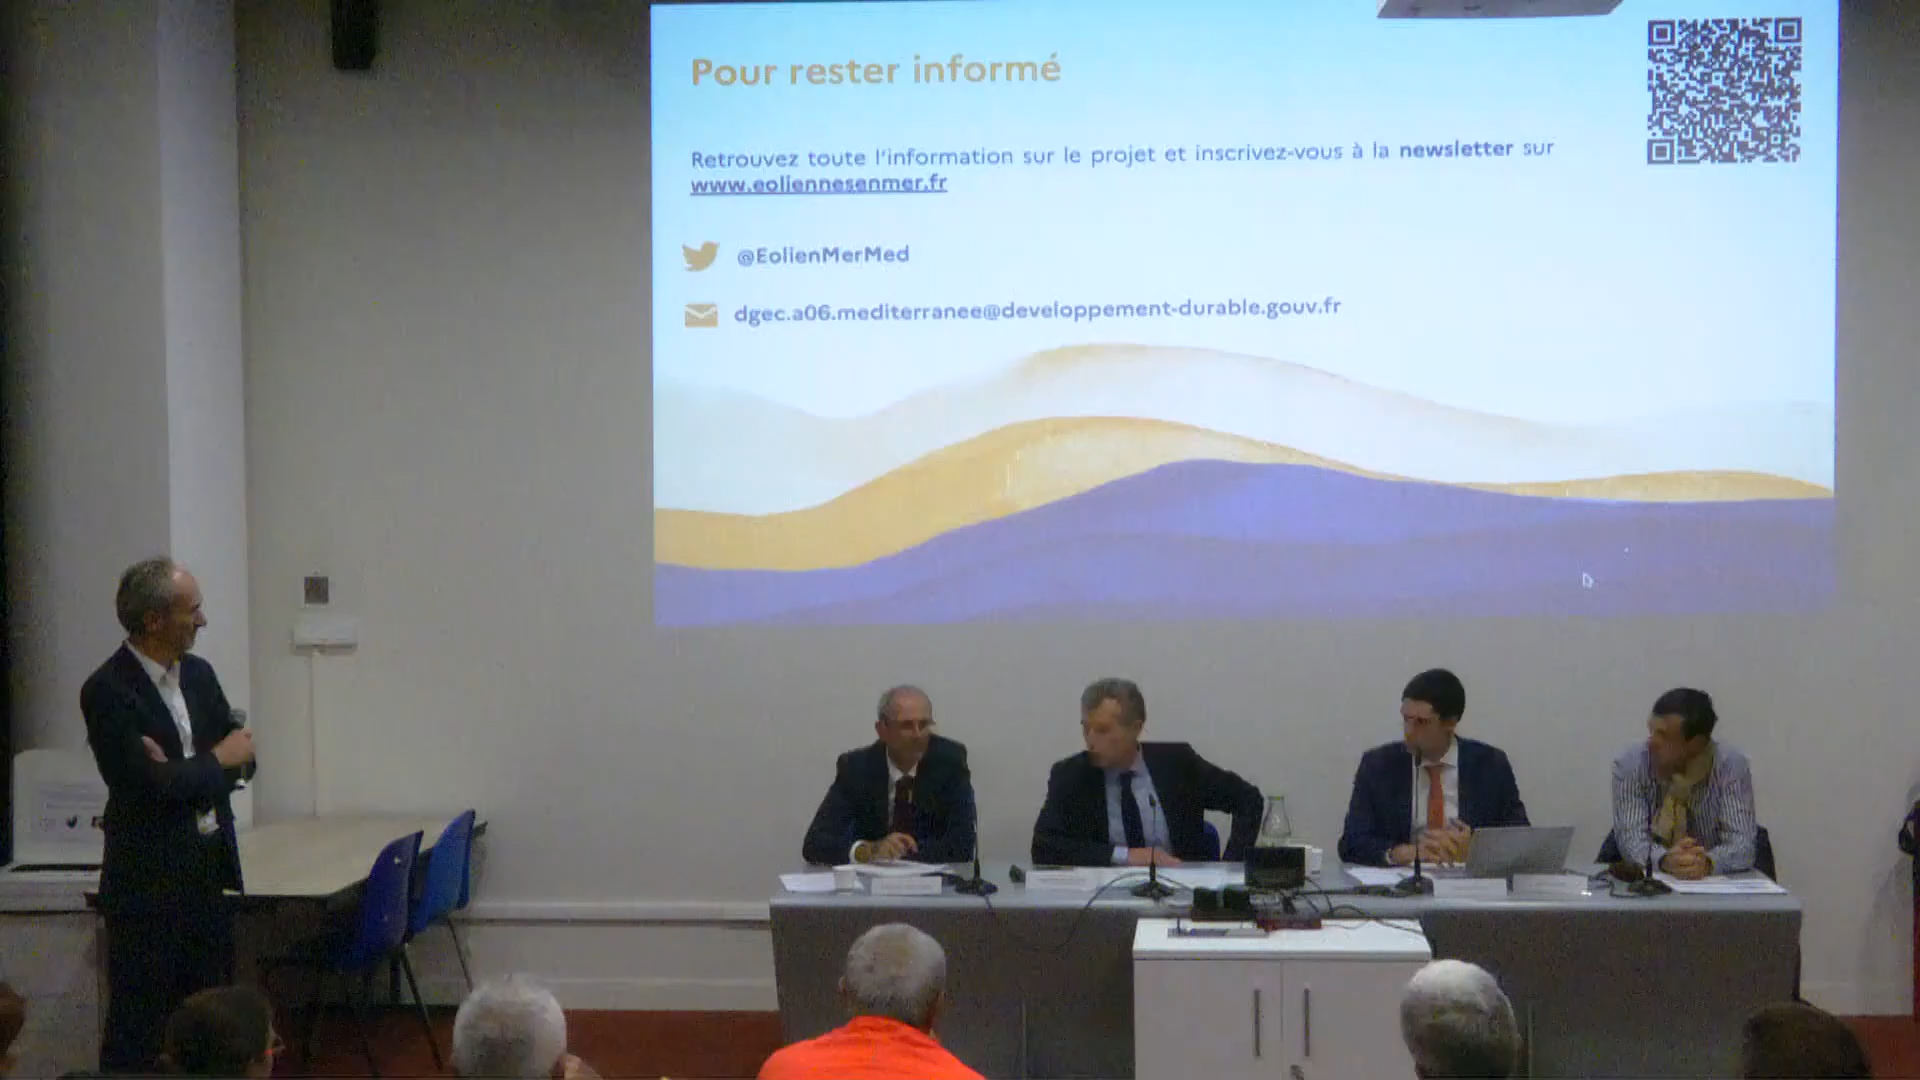 Pour rester informé
Retrouvez toute l'information sur le projet et inscrivez-vous à la newsletter sur
www.eoliennesenmer.fr
@EolienMerMed
dgec.a06.mediterranee@developpement-durable.gouv.fr